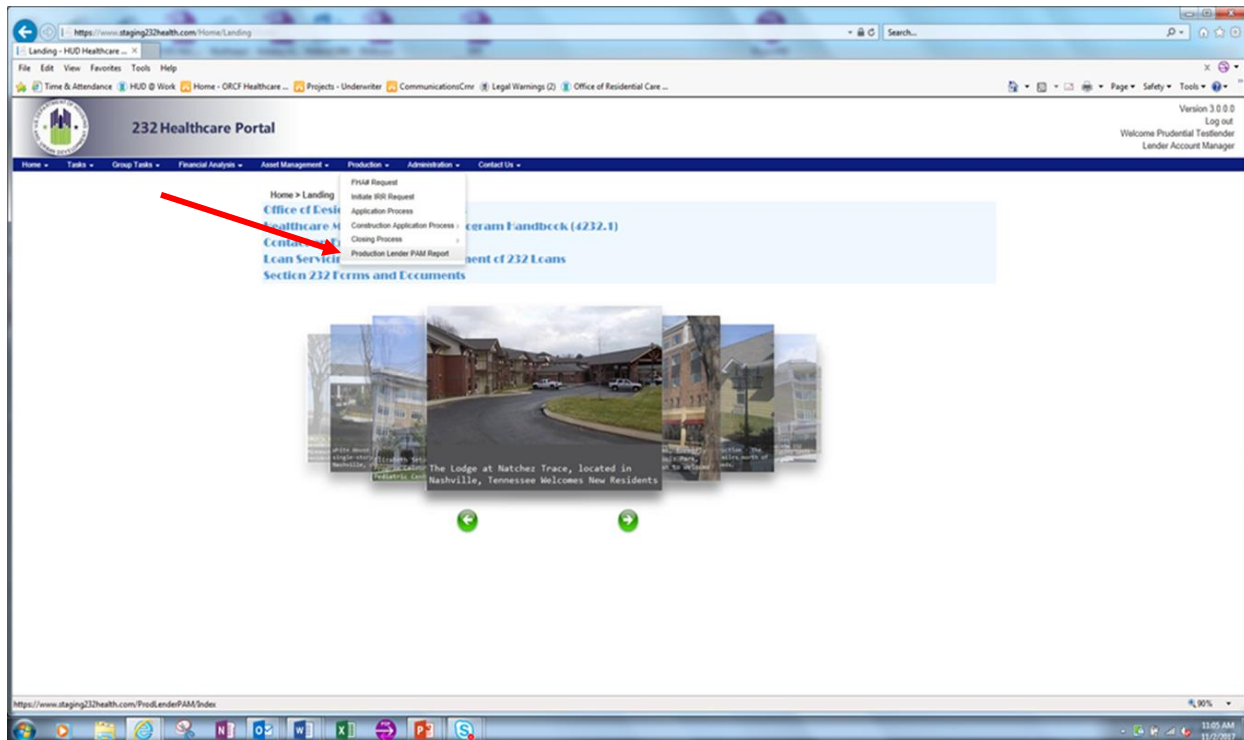 https://www.staging232health.com/Home/Landing
Search...
Landing - HUD Healthcare ...
File Edit View Favorites Tools Help
Time & Attendance HUD @ Work Home - ORCF Healthcare ... Projects - Underwriter CommunicationsCmr Legal Warnings (2) Office of Residential Care ...
Page Safety Tools
Version 3.0.0.0
Log out
Welcome Prudential Testlender
Lender Account Manager
232 Healthcare Portal
Home Tasks Group Tasks Financial Analysis Asset Management Production Administration Contact Us
FHA# Request
Initiate IRR Request
Application Process
Construction Application Process
Closing Process
Production Lender PAM Report
Home > Landing
Office of Resi
Healthcare M ogram Handbook (4232.1)
Loan Servici ment of 232 Loans
Section 232 Forms and Documents
The Lodge at Natchez Trace, located in
Nashville, Tennessee Welcomes New Residents
https://www.staging232health.com/ProdLenderPAM/Index
90%
11:05 AM
11/2/2017